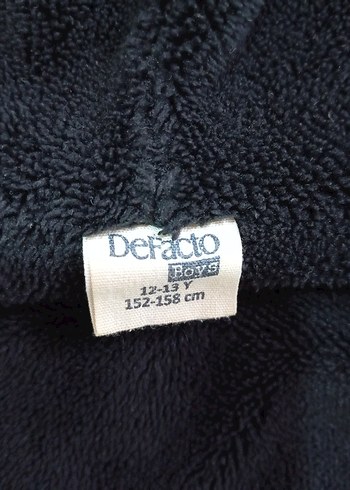 DeFacto
Boys
12-13 Y
152-158 cm